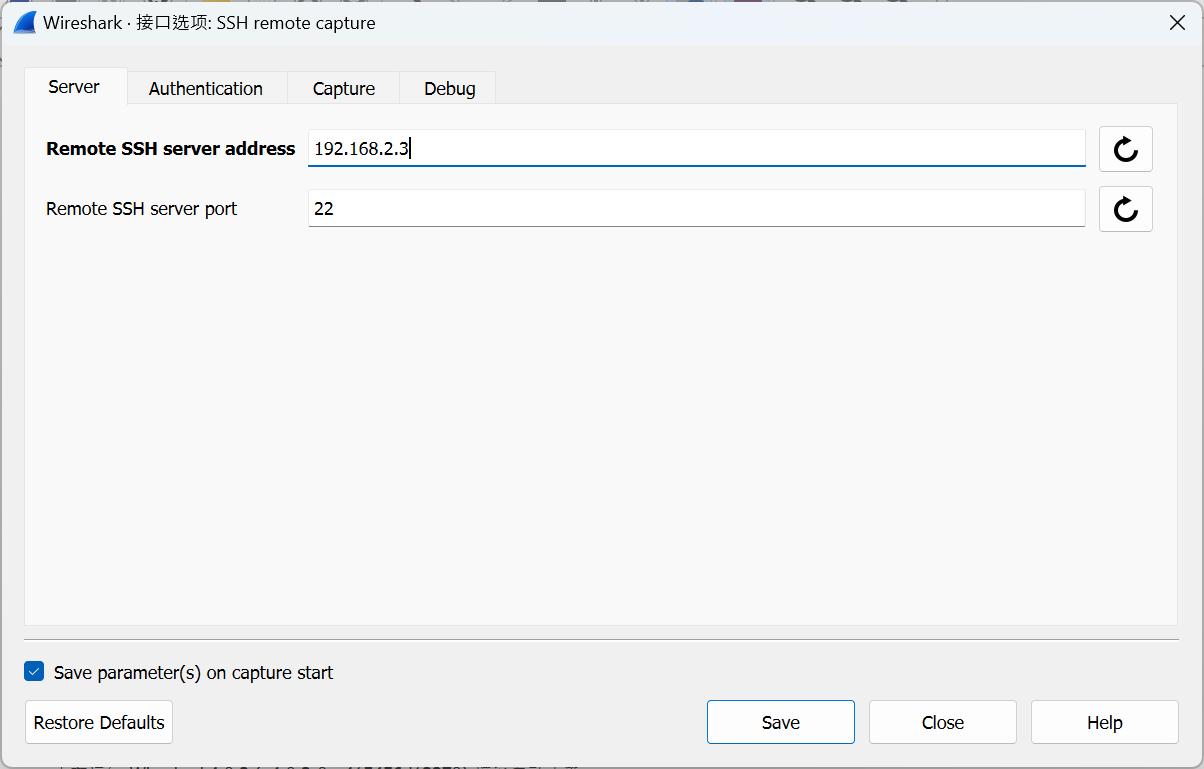 Wireshark · 接口选项: SSH remote capture
Server
Authentication
Capture
Debug
Remote SSH server address
192.168.2.3
Remote SSH server port
22
Save parameter(s) on capture start
Restore Defaults
Save
Close
Help